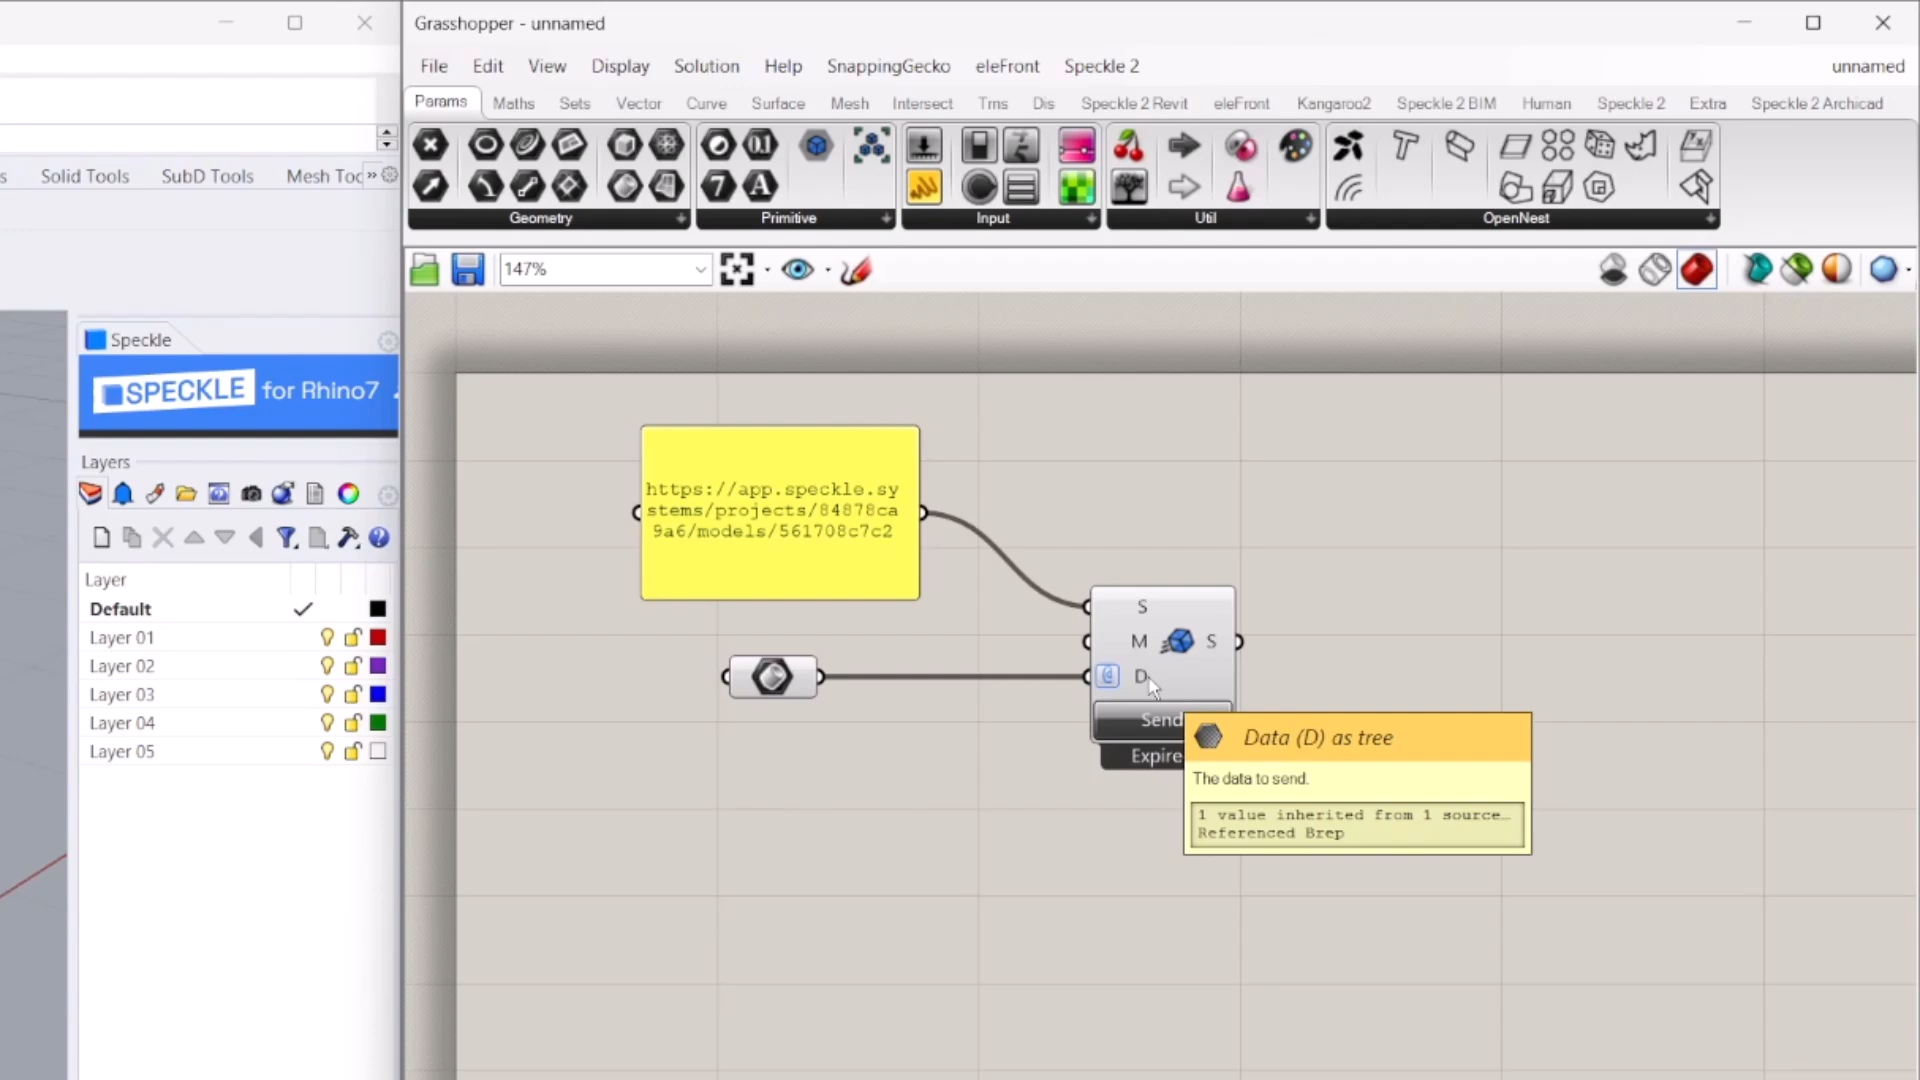 Grasshopper - unnamed
File Edit View Display Solution Help SnappingGecko eleFront Speckle 2 unnamed
Params Maths Sets Vector Curve Surface Mesh Intersect Trns Dis Speckle 2 Revit eleFront Kangaroo2 Speckle 2 BIM Human Speckle 2 Extra Speckle 2 Archicad
s Solid Tools SubD Tools Mesh Toc »
Geometry Primitive Input Util OpenNest
147%
Speckle
SPECKLE for Rhino7
Layers
Layer
Default
Layer 01
Layer 02
Layer 03
Layer 04
Layer 05
https://app.speckle.sy
stems/projects/84878ca
9a6/models/561708c7c2
S
M S
D
Send
Expire
Data (D) as tree
The data to send.
1 value inherited from 1 source…
Referenced Brep